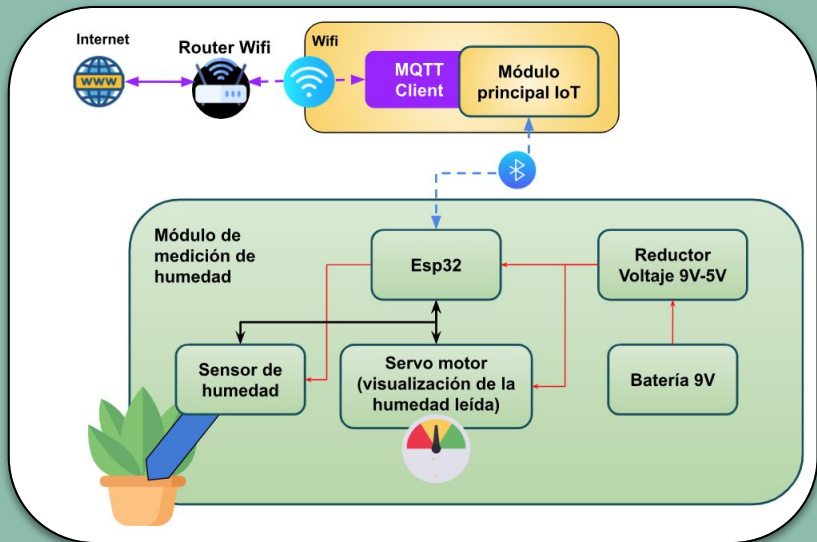 Internet
Router Wifi
Wifi
WWW
MQTT
Client
Módulo
principal IoT
Módulo de
medición de
humedad
Esp32
Reductor
Voltaje 9V-5V
Sensor de
humedad
Servo motor
(visualización de la
humedad leída)
Batería 9V